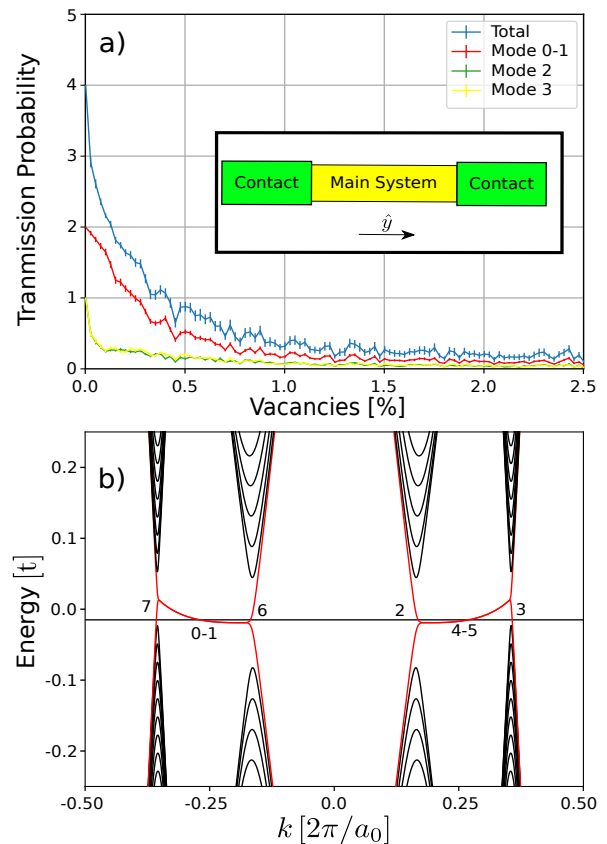 a)
Tranmission Probability
5
4
3
2
1
0
Total
Mode 0-1
Mode 2
Mode 3
Contact
Main System
Contact
ŷ
0.0 0.5 1.0 1.5 2.0 2.5
Vacancies [%]
b)
Energy [t]
0.2
0.1
0.0
-0.1
-0.2
7
6
2
3
0-1
4-5
-0.50 -0.25 0.0 0.25 0.50
k [2π/a₀]